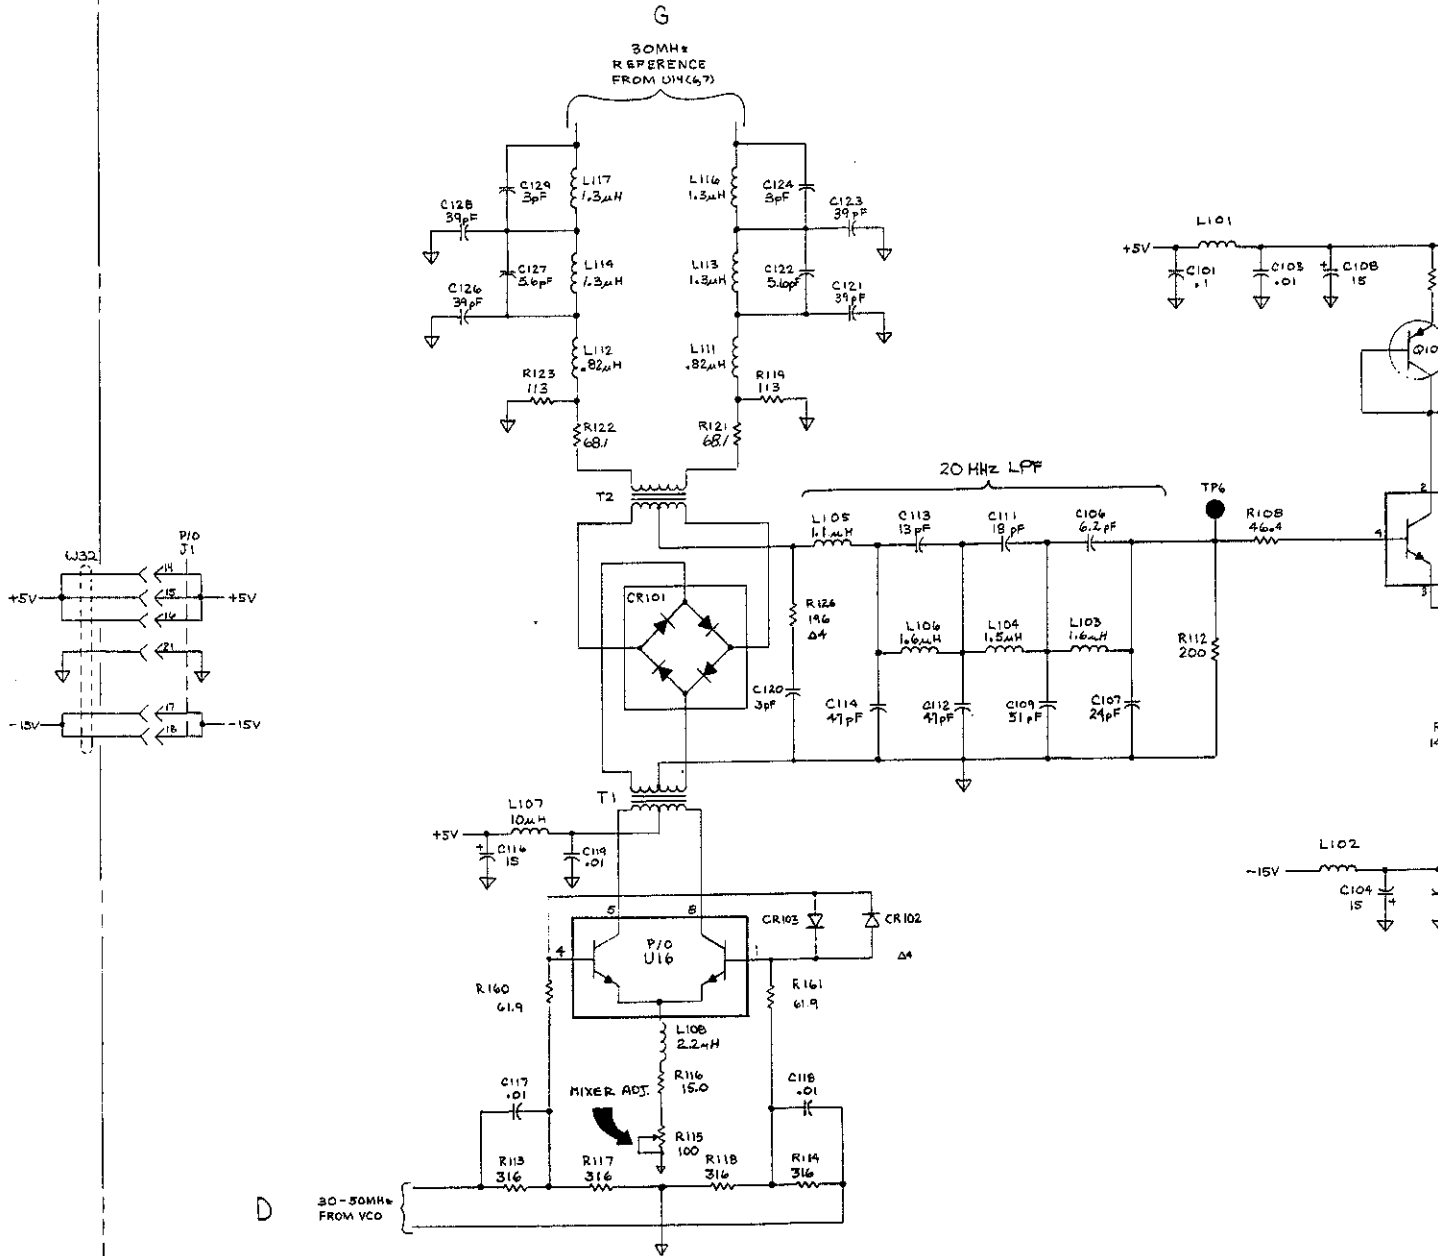 G
30MHz
REFERENCE
FROM U14(6,7)
C129
3pF
L117
1.3μH
L116
1.3μH
C124
3pF
C128
39pF
C123
39pF
C127
5.6pF
L114
1.3μH
L113
1.3μH
C122
5.6pF
C126
39pF
C121
39pF
L112
.82μH
L111
.82μH
R123
113
R119
113
R122
68.1
R121
68.1
T2
L101
+5V
C101
.1
C103
.01
+
C108
15
20 MHz LPF
L105
1.1μH
C113
13pF
C111
18pF
C106
6.2pF
TP6
R108
46.4
2
4
3
W32
P/O
J1
14
+5V
15
+5V
16
21
17
-15V
18
-15V
CR101
R126
196
Δ4
L106
1.6μH
L104
1.5μH
L103
1.6μH
R112
200
C120
3pF
C114
47pF
C112
47pF
C109
51pF
C107
24pF
T1
L107
10μH
+5V
+
C116
15
C119
.01
L102
-15V
C104
15
+
5
8
CR103
CR102
Δ4
4
P/O
U16
1
R160
61.9
R161
61.9
L108
2.2μH
R116
15.0
C117
.01
MIXER ADJ.
C118
.01
R115
100
R113
316
R117
316
R118
316
R114
316
D
30-50MHz
FROM VCO